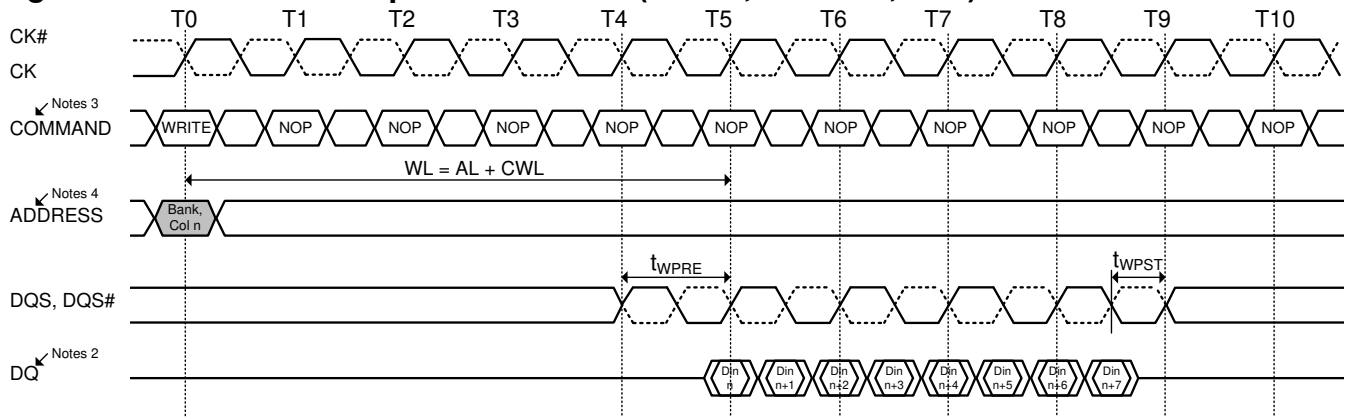 T0 T1 T2 T3 T4 T5 T6 T7 T8 T9 T10
CK#
CK
Notes 3
COMMAND WRITE NOP NOP NOP NOP NOP NOP NOP NOP NOP NOP
WL = AL + CWL
Notes 4
ADDRESS
Bank,
Col n
tWPRE tWPST
DQS, DQS#
Notes 2
DQ
Din n Din n+1 Din n+2 Din n+3 Din n+4 Din n+5 Din n+6 Din n+7